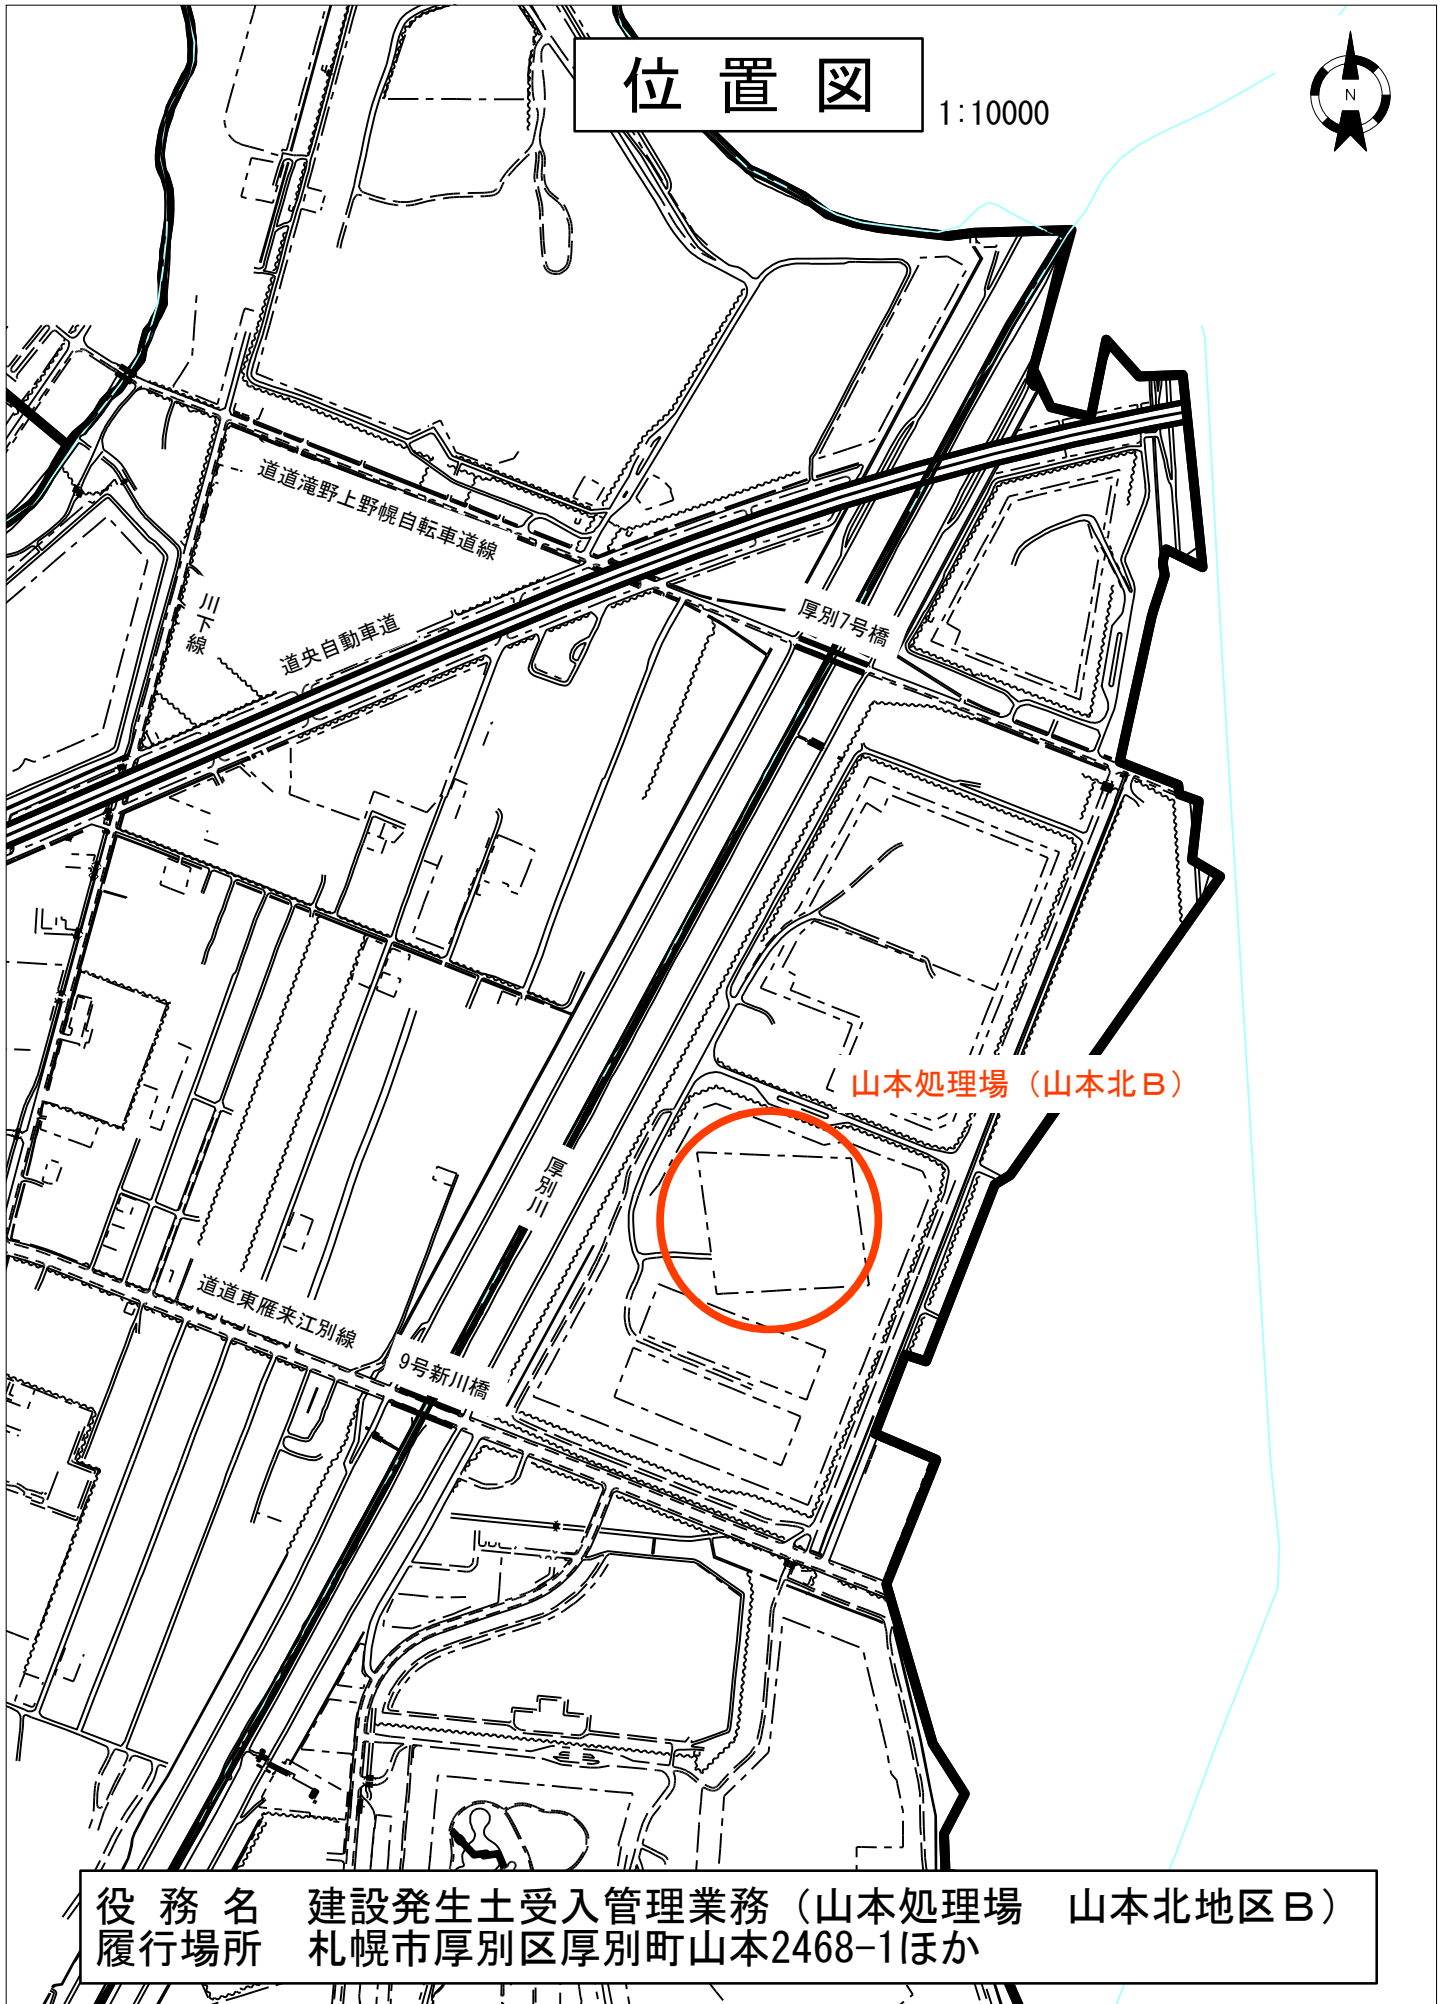 位置図
1:10000
N
道道滝野上野幌自転車道線
川下線
道央自動車道
厚別7号橋
山本処理場（山本北Ｂ）
厚別川
道道東雁来江別線
9号新川橋
役務名　建設発生土受入管理業務（山本処理場　山本北地区Ｂ）
履行場所　札幌市厚別区厚別町山本2468-1ほか